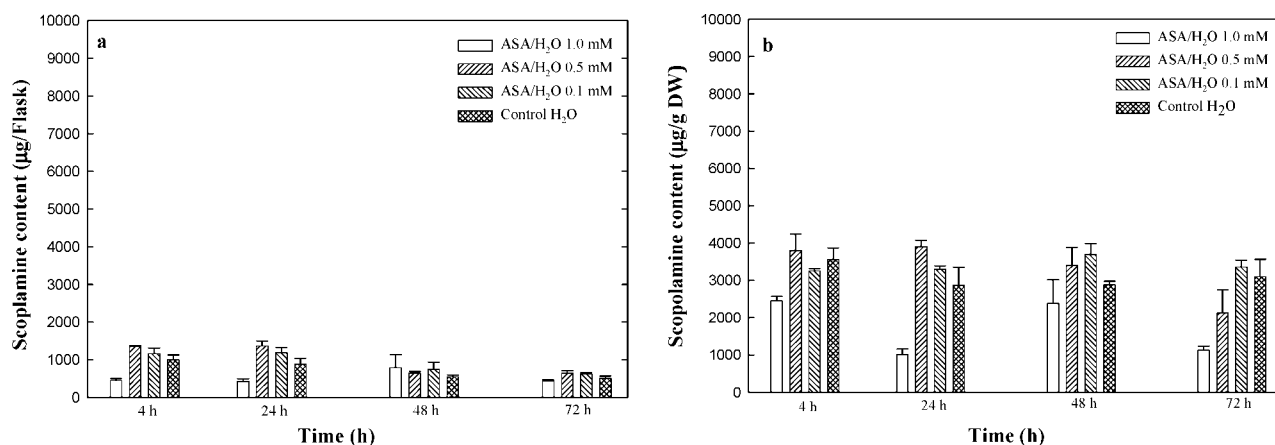 a
ASA/H₂O 1.0 mM
ASA/H₂O 0.5 mM
ASA/H₂O 0.1 mM
Control H₂O
Scoplamine content (µg/Flask)
10000
9000
8000
7000
6000
5000
4000
3000
2000
1000
0
4 h
24 h
48 h
72 h
Time (h)
b
ASA/H₂O 1.0 mM
ASA/H₂O 0.5 mM
ASA/H₂O 0.1 mM
Control H₂O
Scopolamine content (µg/g DW)
10000
9000
8000
7000
6000
5000
4000
3000
2000
1000
0
4 h
24 h
48 h
72 h
Time (h)